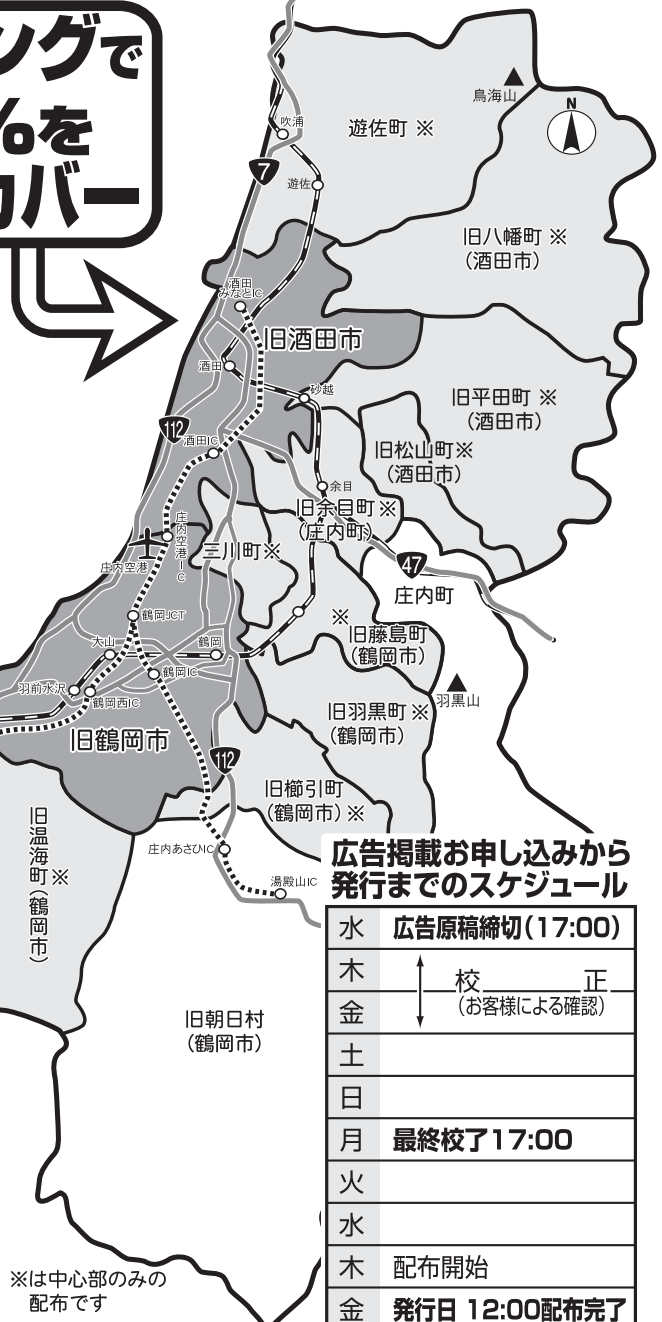 ングで
%を
カバー
鳥海山
N
吹浦
遊佐町 ※
7
遊佐
旧八幡町 ※
（酒田市）
酒田
みなとIC
旧酒田市
酒田
砂越
旧平田町 ※
（酒田市）
112
酒田IC
旧松山町※
（酒田市）
余目
旧余目町※
（庄内町）
庄内空港IC
三川町※
庄内空港
47
庄内町
鶴岡JCT
※
旧藤島町
（鶴岡市）
大山
鶴岡
鶴岡IC
羽前水沢
鶴岡西IC
羽黒山
旧羽黒町 ※
（鶴岡市）
旧鶴岡市
112
旧櫛引町
（鶴岡市）※
旧温海町※（鶴岡市）
庄内あさひIC
湯殿山IC
旧朝日村
（鶴岡市）
※は中心部のみの
配布です
広告掲載お申し込みから
発行までのスケジュール
水 広告原稿締切（17:00）
木 校 正
金 （お客様による確認）
土
日
月 最終校了17:00
火
水
木 配布開始
金 発行日 12:00配布完了